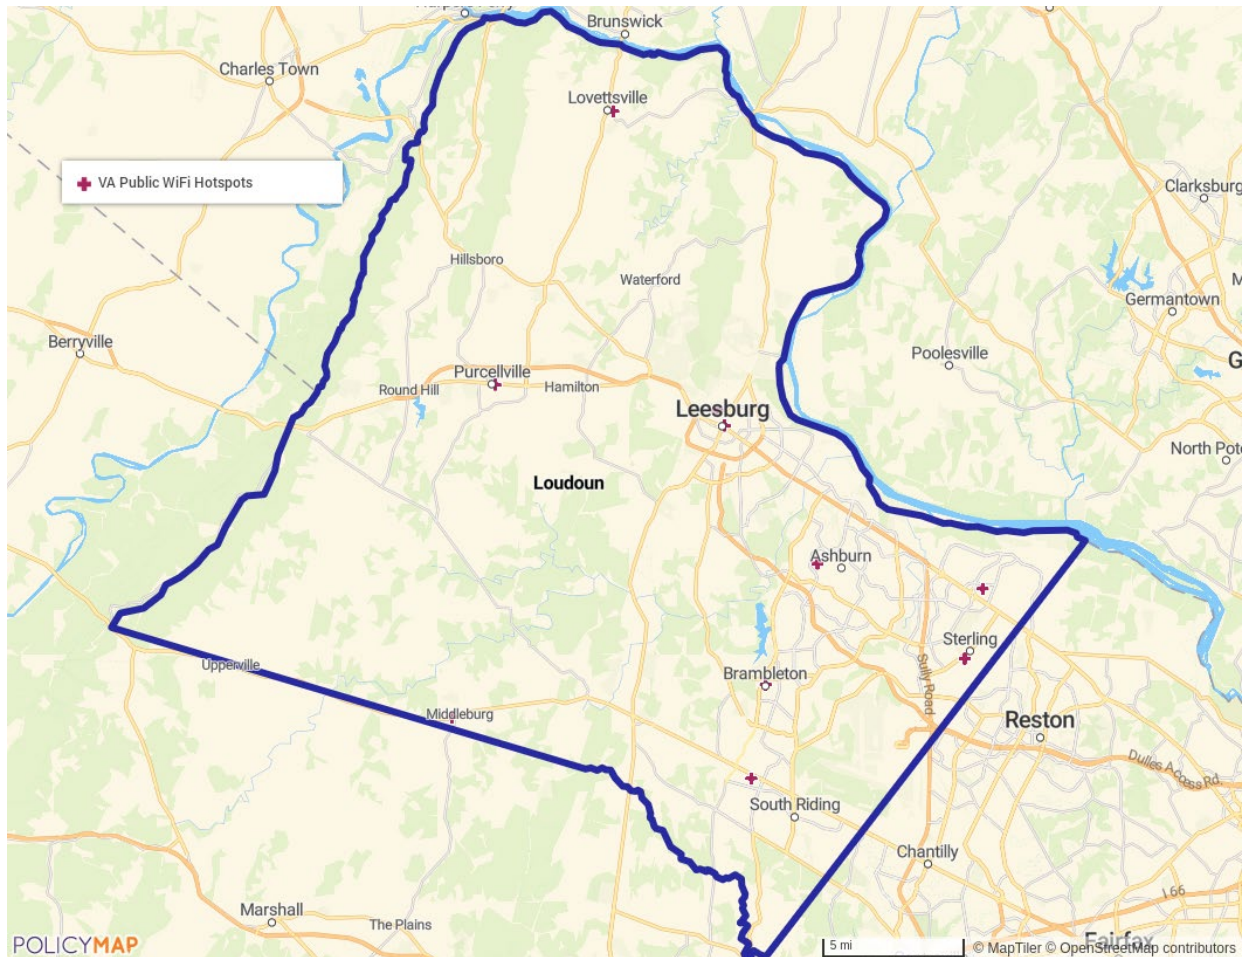 Brunswick
Charles Town
Lovettsville
VA Public WiFi Hotspots
Clarksburg
Hillsboro
Waterford
Germantown
Berryville
Poolesville
G
Purcellville
Round Hill
Hamilton
Leesburg
North Poto
Loudoun
Ashburn
Sterling
Upperville
Brambleton
Sully Road
Middleburg
Reston
Dulles Access Rd.
South Riding
Chantilly
I 66
Marshall
The Plains
Fairfax
POLICYMAP
5 mi
© MapTiler © OpenStreetMap contributors